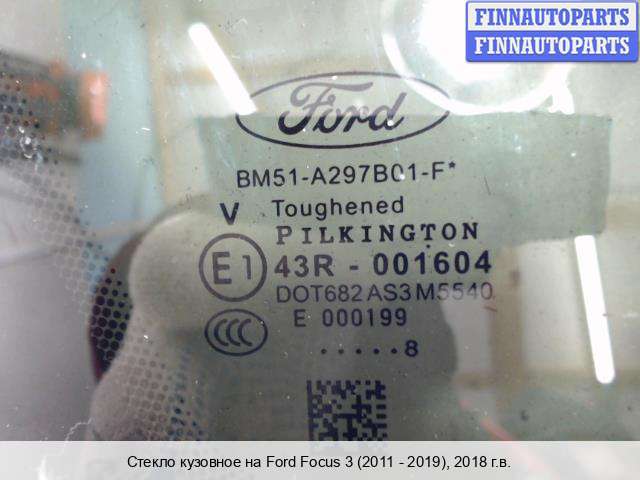 FINNAUTOPARTS
FINNAUTOPARTS
Ford
BM51-A297B01-F*
V Toughened
PILKINGTON
E1 43R - 001604
DOT682 AS3 M5540
CCC E 000199
.....8
Стекло кузовное на Ford Focus 3 (2011 - 2019), 2018 г.в.